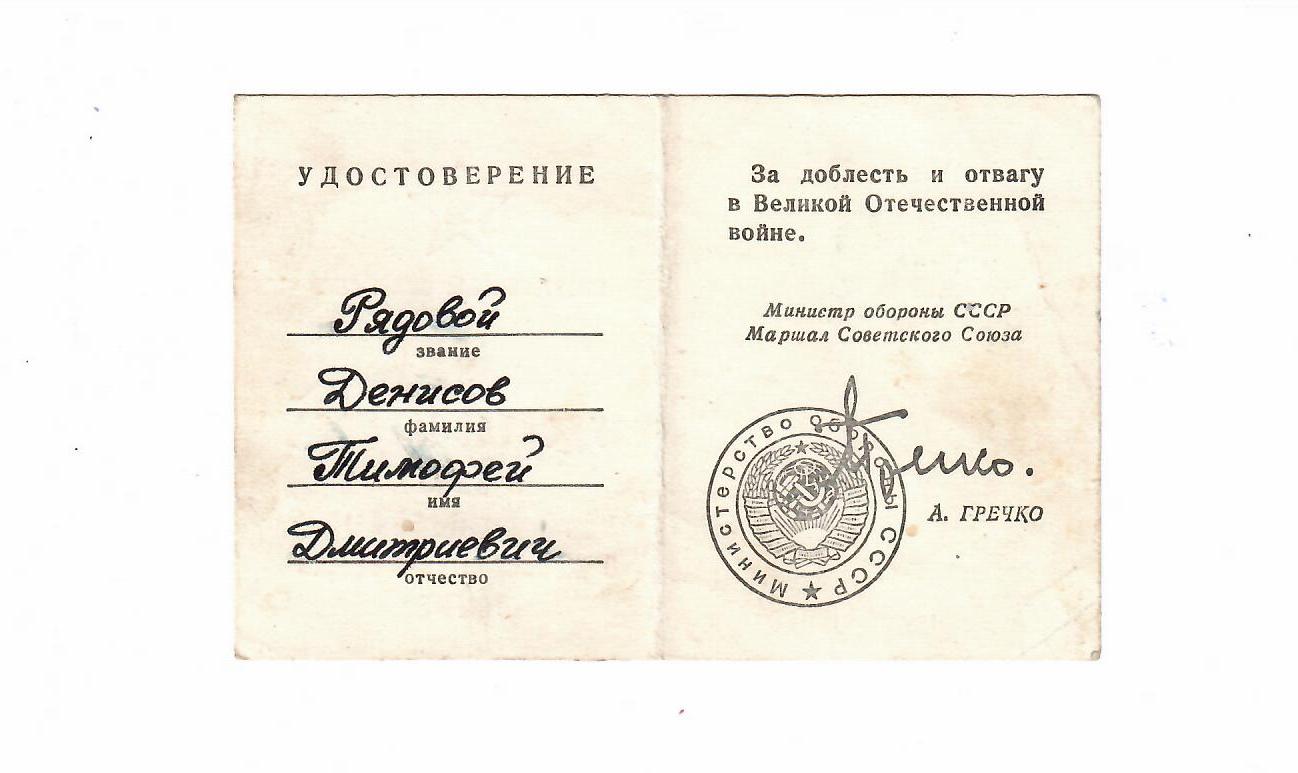 УДОСТОВЕРЕНИЕ
Рядовой
звание
Денисов
фамилия
Тимофей
имя
Дмитриевич
отчество
За доблесть и отвагу
в Великой Отечественной
войне.
Министр обороны СССР
Маршал Советского Союза
Министерство обороны СССР
Гречко.
А. ГРЕЧКО